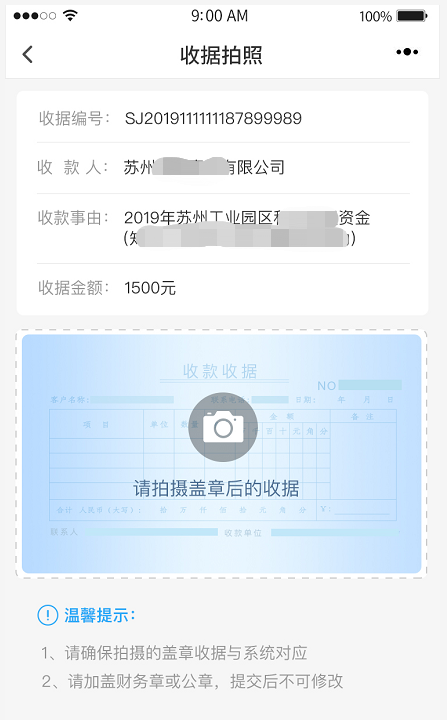 9:00 AM 100%
收据拍照
收据编号： SJ2019111111187899989
收 款 人： 苏州 有限公司
收款事由： 2019年苏州工业园区 资金
收据金额： 1500元
收款收据
NO
客户名称： 日期： 年 月 日
项 目 单位 数量 金 额 备 注
百 十 元 角 分
合计 人民币（大写）： 拾 万 仟 佰 拾 元 角 分 ￥：
联系人 收款单位
请拍摄盖章后的收据
温馨提示：
1、请确保拍摄的盖章收据与系统对应
2、请加盖财务章或公章，提交后不可修改